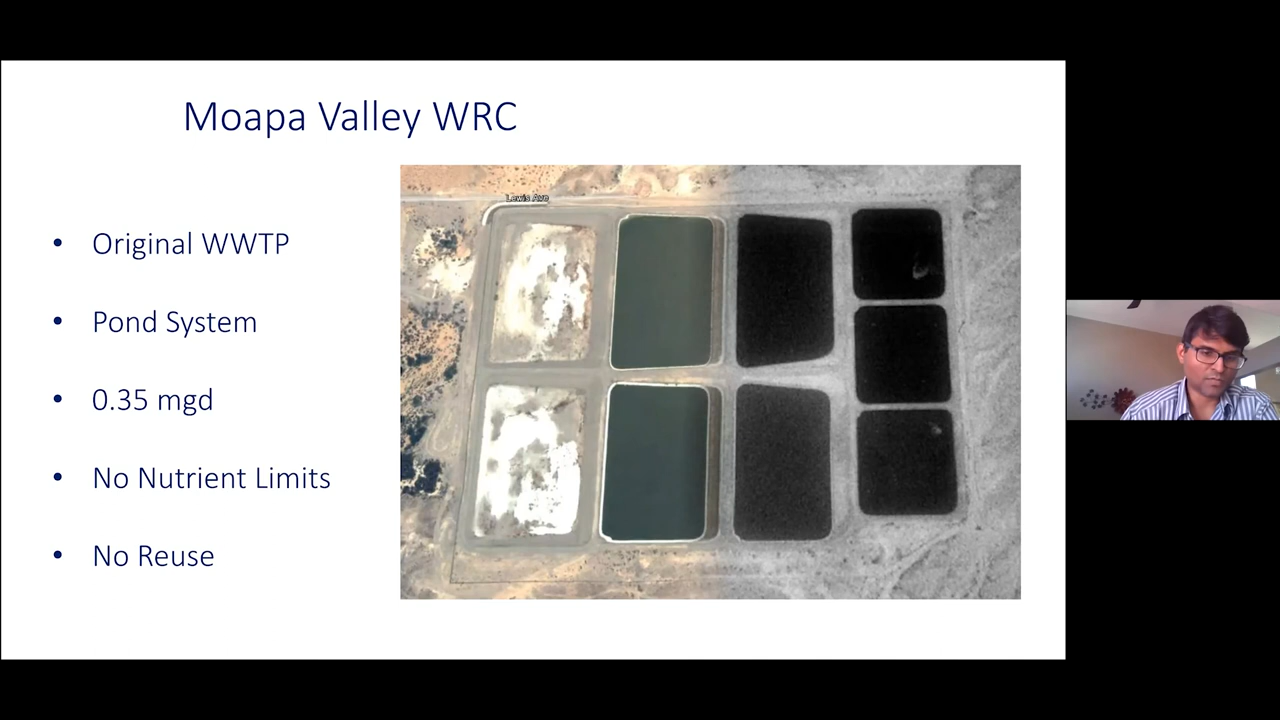 Moapa Valley WRC
• Original WWTP
• Pond System
• 0.35 mgd
• No Nutrient Limits
• No Reuse
Lewis Ave